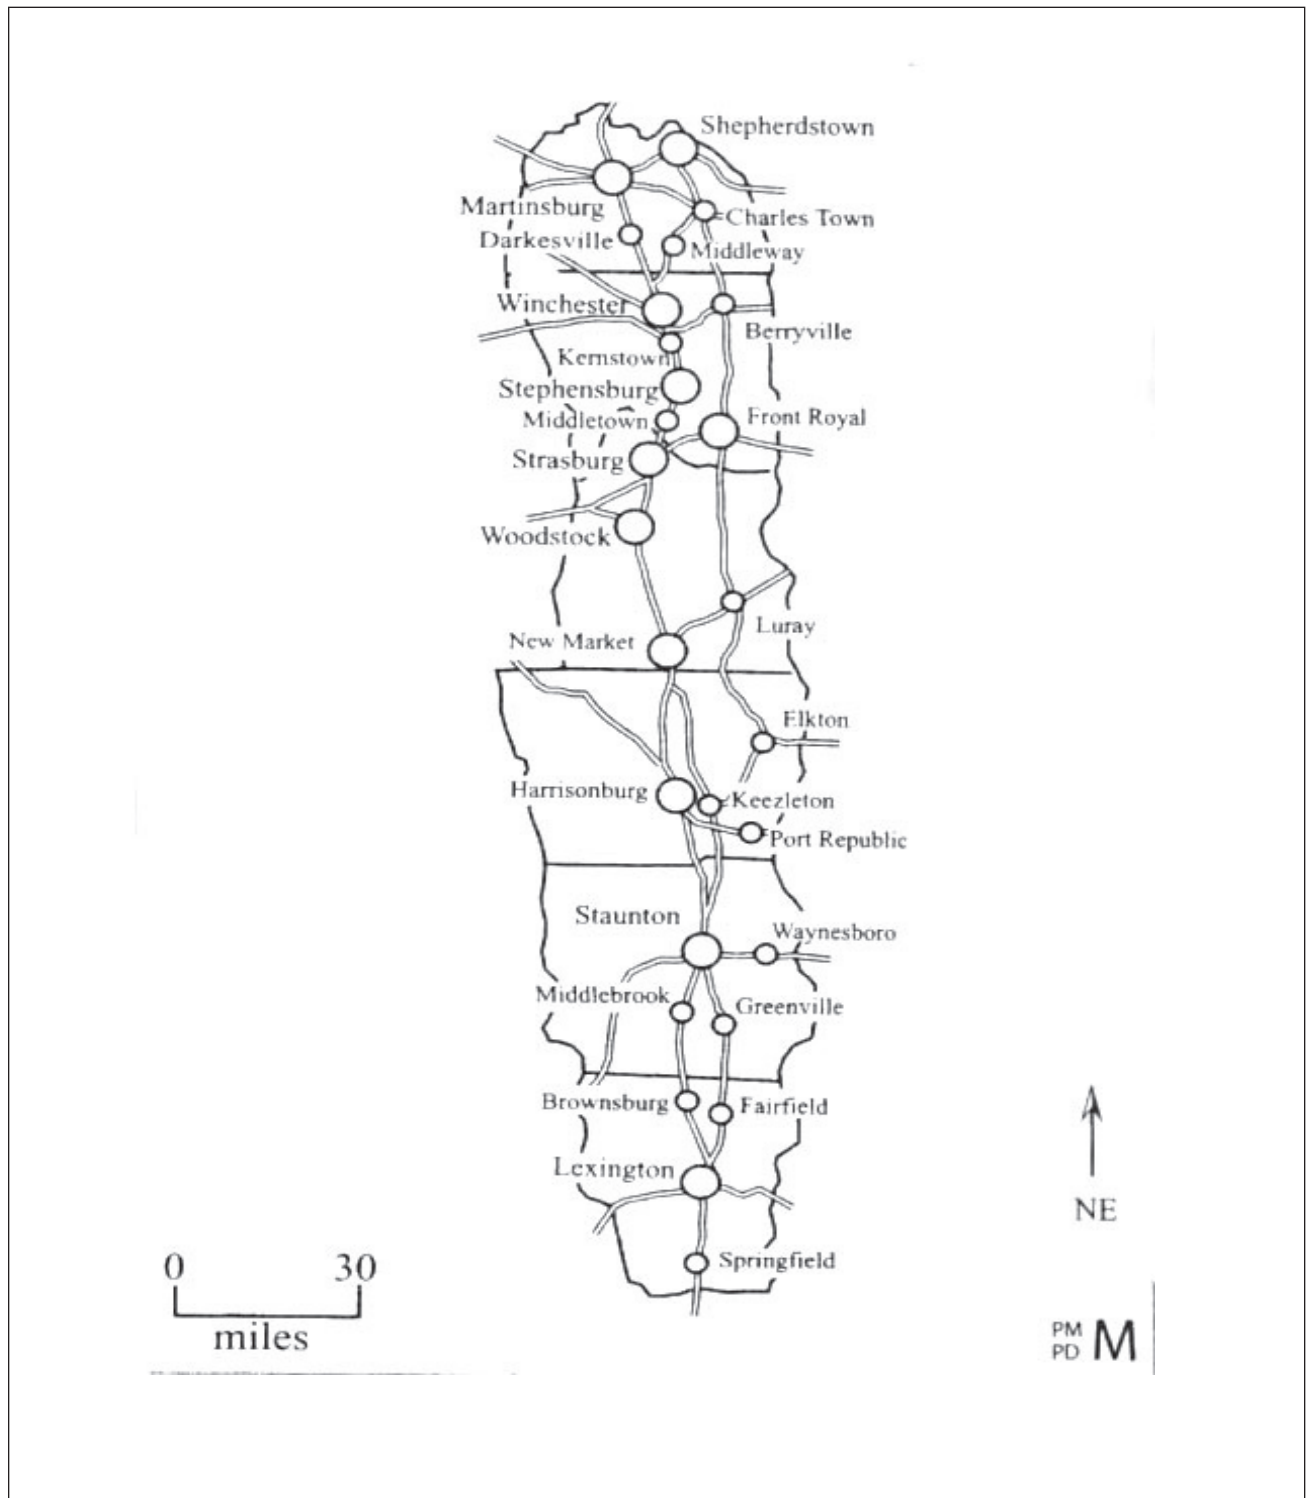 Shepherdstown
Martinsburg
Charles Town
Darkesville
Middleway
Winchester
Berryville
Kernstown
Stephensburg
Middletown
Front Royal
Strasburg
Woodstock
Luray
New Market
Elkton
Harrisonburg
Keezleton
Port Republic
Staunton
Waynesboro
Middlebrook
Greenville
Brownsburg
Fairfield
Lexington
NE
Springfield
0 30
miles
PM
PD M